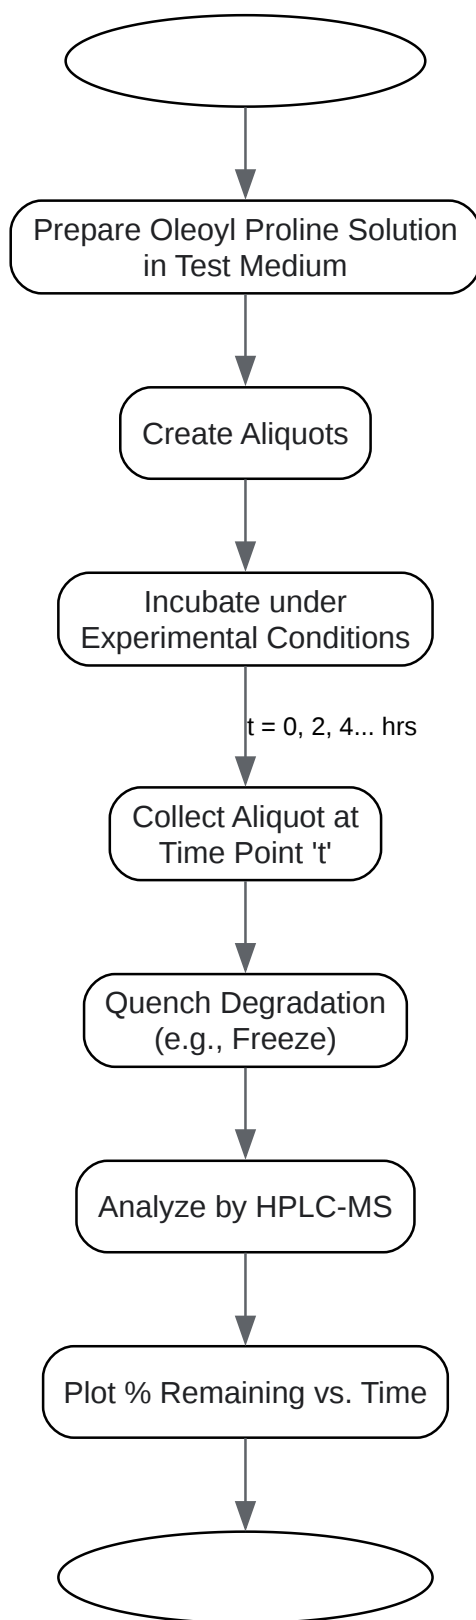 Prepare Oleoyl Proline Solution
in Test Medium
Create Aliquots
Incubate under
Experimental Conditions
t = 0, 2, 4... hrs
Collect Aliquot at
Time Point 't'
Quench Degradation
(e.g., Freeze)
Analyze by HPLC-MS
Plot % Remaining vs. Time